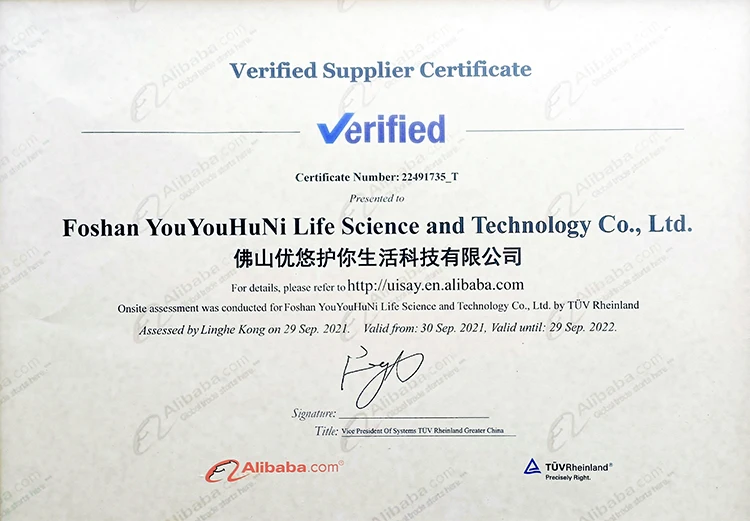 Verified Supplier Certificate
Verified
Certificate Number: 22491735_T
Presented to
Foshan YouYouHuNi Life Science and Technology Co., Ltd.
佛山优悠护你生活科技有限公司
For details, please refer to http://uisay.en.alibaba.com
Onsite assessment was conducted for Foshan YouYouHuNi Life Science and Technology Co., Ltd. by TÜV Rheinland
Assessed by Linghe Kong on 29 Sep. 2021. Valid from: 30 Sep. 2021, Valid until: 29 Sep. 2022.
Signature:
Title: Vice President Of Systems TÜV Rheinland Greater China
Alibaba.com®
TÜVRheinland®
Precisely Right.